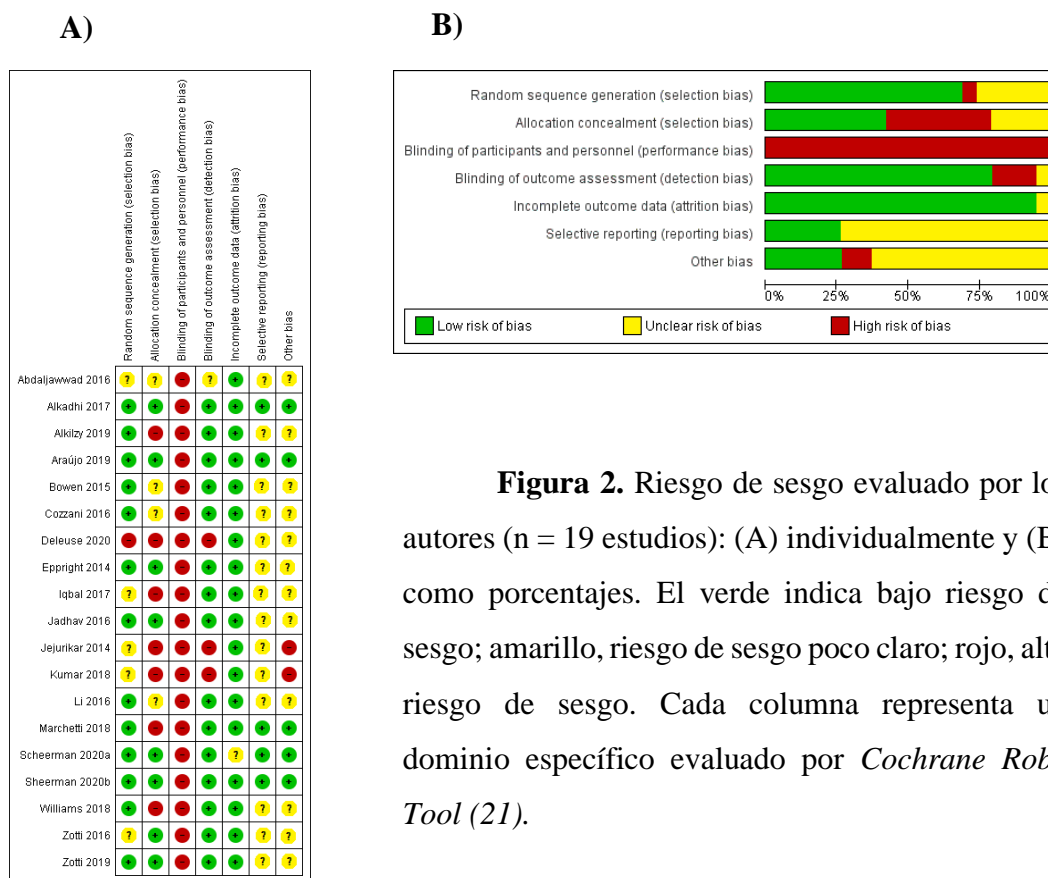 A)
B)
Random sequence generation (selection bias)
Allocation concealment (selection bias)
Blinding of participants and personnel (performance bias)
Blinding of outcome assessment (detection bias)
Incomplete outcome data (attrition bias)
Selective reporting (reporting bias)
Other bias
Abdaljawwad 2016 ? ? - ? + ? ?
Alkadhi 2017 + + - + + + +
Alkilzy 2019 + - - + + ? ?
Araújo 2019 + + - + + + +
Bowen 2015 + ? - + + ? ?
Cozzani 2016 + ? - + + ? ?
Deleuse 2020 - - - - + ? ?
Eppright 2014 + + - + + ? ?
Iqbal 2017 ? - - + + ? ?
Jadhav 2016 + + - + + ? ?
Jejurikar 2014 ? - - - + ? -
Kumar 2018 ? - - - + ? -
Li 2016 + ? - + + ? ?
Marchetti 2018 + - - + + + +
Scheerman 2020a + + - + ? + +
Sheerman 2020b + + - + + + +
Williams 2018 + - - + + ? ?
Zotti 2016 ? + - + + ? ?
Zotti 2019 + + - + + ? ?
Random sequence generation (selection bias)
Allocation concealment (selection bias)
Blinding of participants and personnel (performance bias)
Blinding of outcome assessment (detection bias)
Incomplete outcome data (attrition bias)
Selective reporting (reporting bias)
Other bias
0% 25% 50% 75% 100%
Low risk of bias Unclear risk of bias High risk of bias
Figura 2. Riesgo de sesgo evaluado por lo
autores (n = 19 estudios): (A) individualmente y (B
como porcentajes. El verde indica bajo riesgo d
sesgo; amarillo, riesgo de sesgo poco claro; rojo, alt
riesgo de sesgo. Cada columna representa u
dominio específico evaluado por Cochrane Rob
Tool (21).